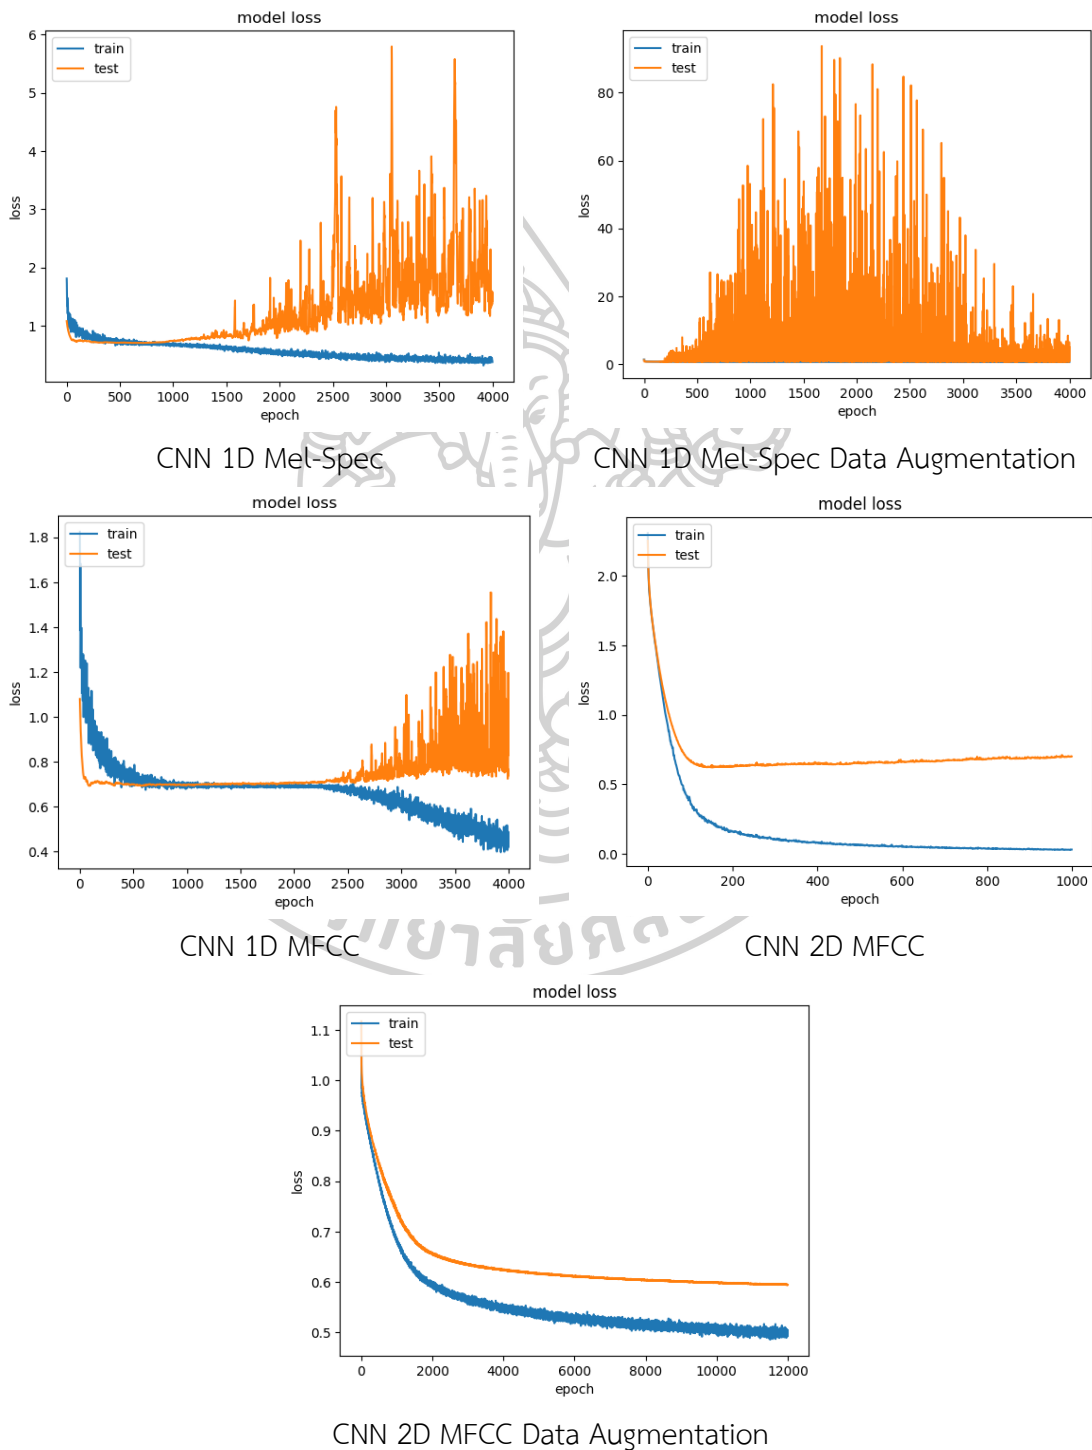 model loss
train
test
loss
6
5
4
3
2
1
0 500 1000 1500 2000 2500 3000 3500 4000
epoch
CNN 1D Mel-Spec
model loss
train
test
loss
80
60
40
20
0
0 500 1000 1500 2000 2500 3000 3500 4000
epoch
CNN 1D Mel-Spec Data Augmentation
model loss
train
test
loss
1.8
1.6
1.4
1.2
1.0
0.8
0.6
0.4
0 500 1000 1500 2000 2500 3000 3500 4000
epoch
CNN 1D MFCC
model loss
train
test
loss
2.0
1.5
1.0
0.5
0.0
0 200 400 600 800 1000
epoch
CNN 2D MFCC
model loss
train
test
loss
1.1
1.0
0.9
0.8
0.7
0.6
0.5
0 2000 4000 6000 8000 10000 12000
epoch
CNN 2D MFCC Data Augmentation